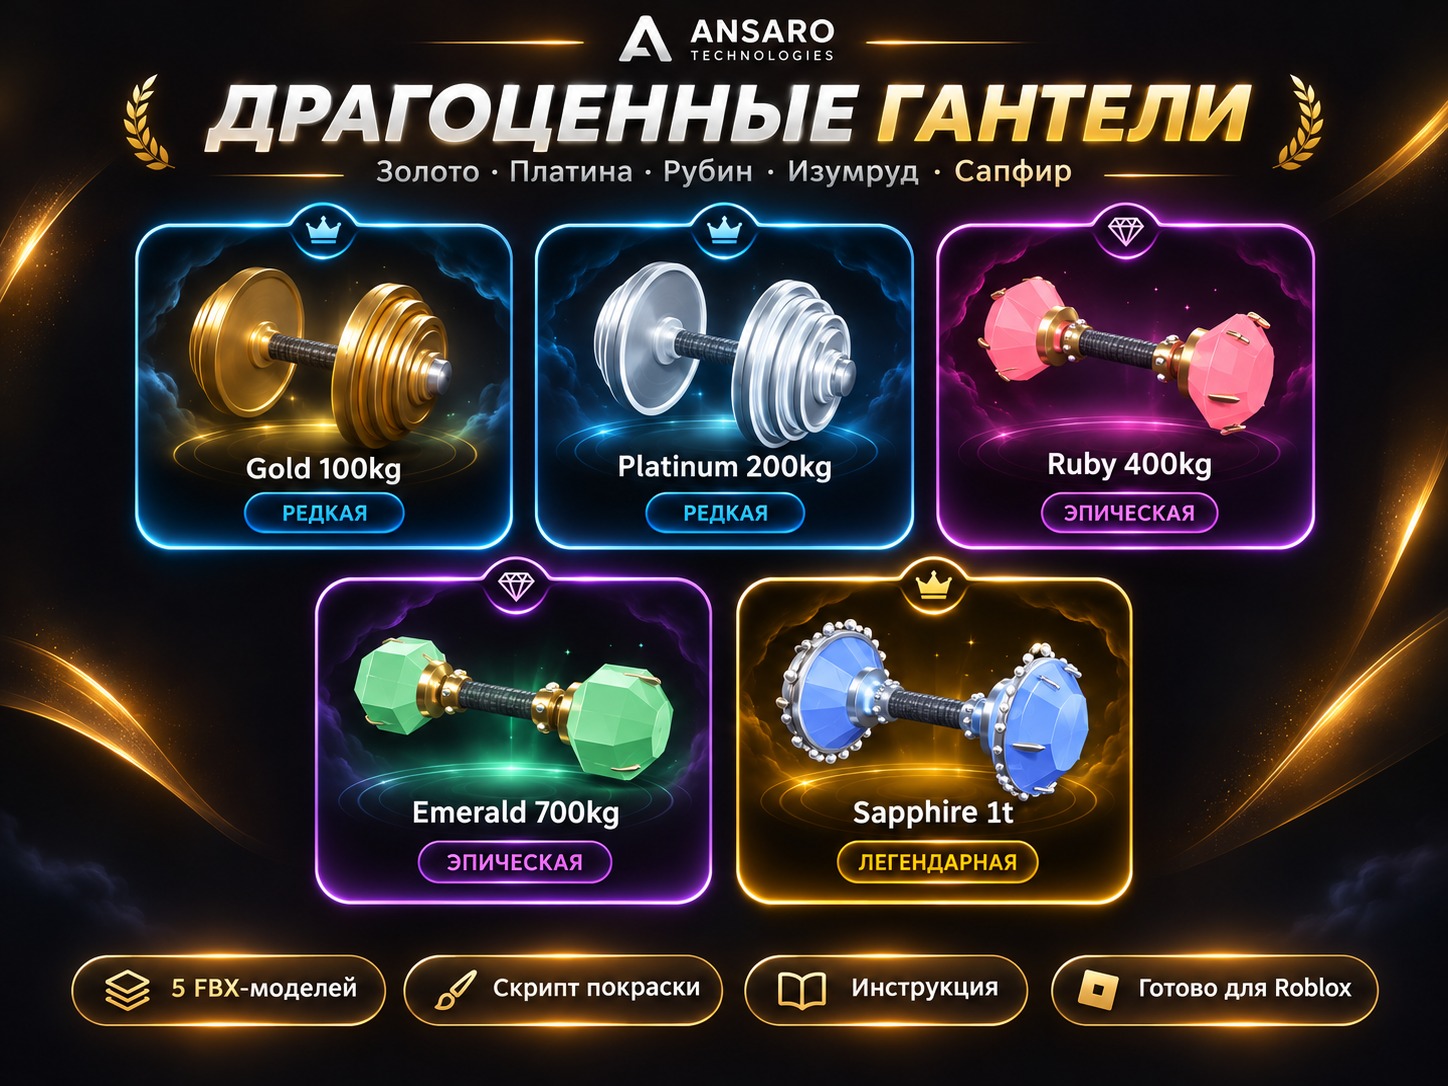 ANSARO
TECHNOLOGIES
ДРАГОЦЕННЫЕ ГАНТЕЛИ
Золото · Платина · Рубин · Изумруд · Сапфир
Gold 100kg
РЕДКАЯ
Platinum 200kg
РЕДКАЯ
Ruby 400kg
ЭПИЧЕСКАЯ
Emerald 700kg
ЭПИЧЕСКАЯ
Sapphire 1t
ЛЕГЕНДАРНАЯ
5 FBX-моделей
Скрипт покраски
Инструкция
Готово для Roblox